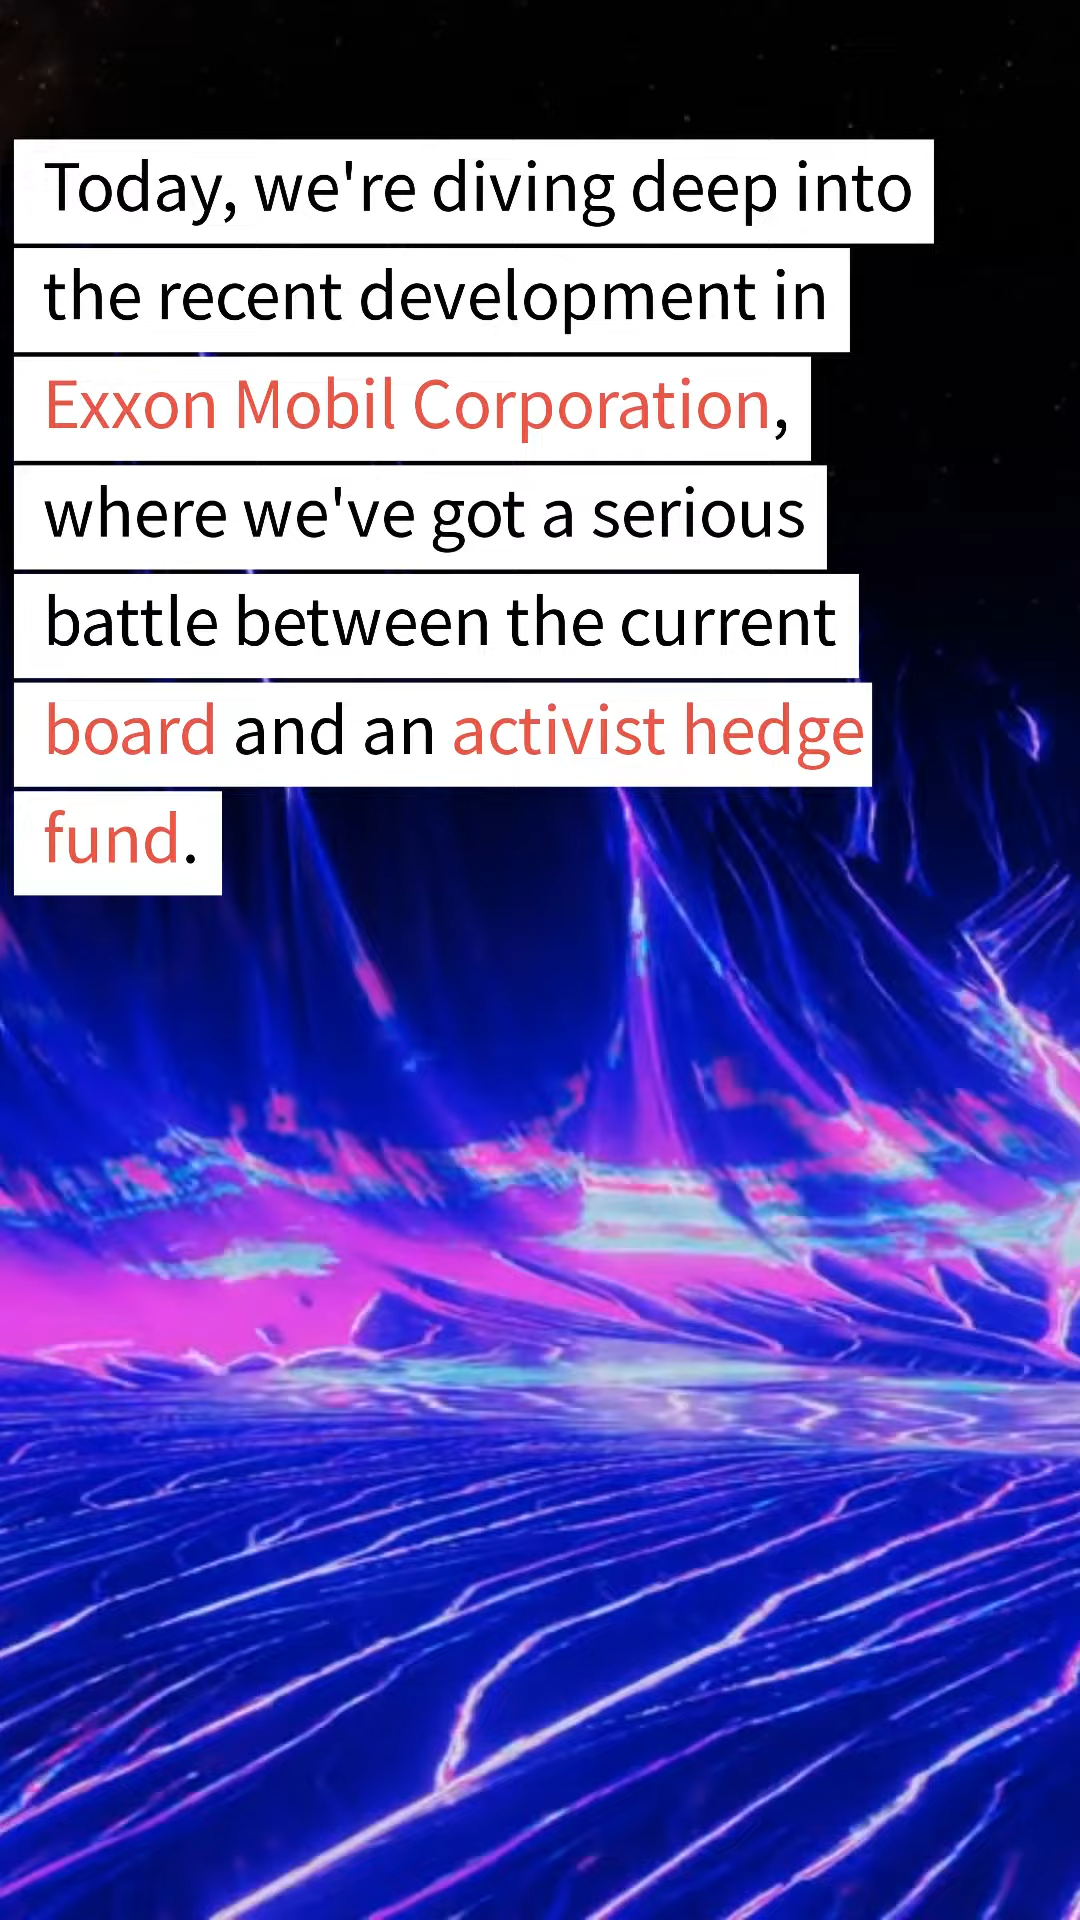 Today, we're diving deep into
the recent development in
Exxon Mobil Corporation,
where we've got a serious
battle between the current
board and an activist hedge
fund.